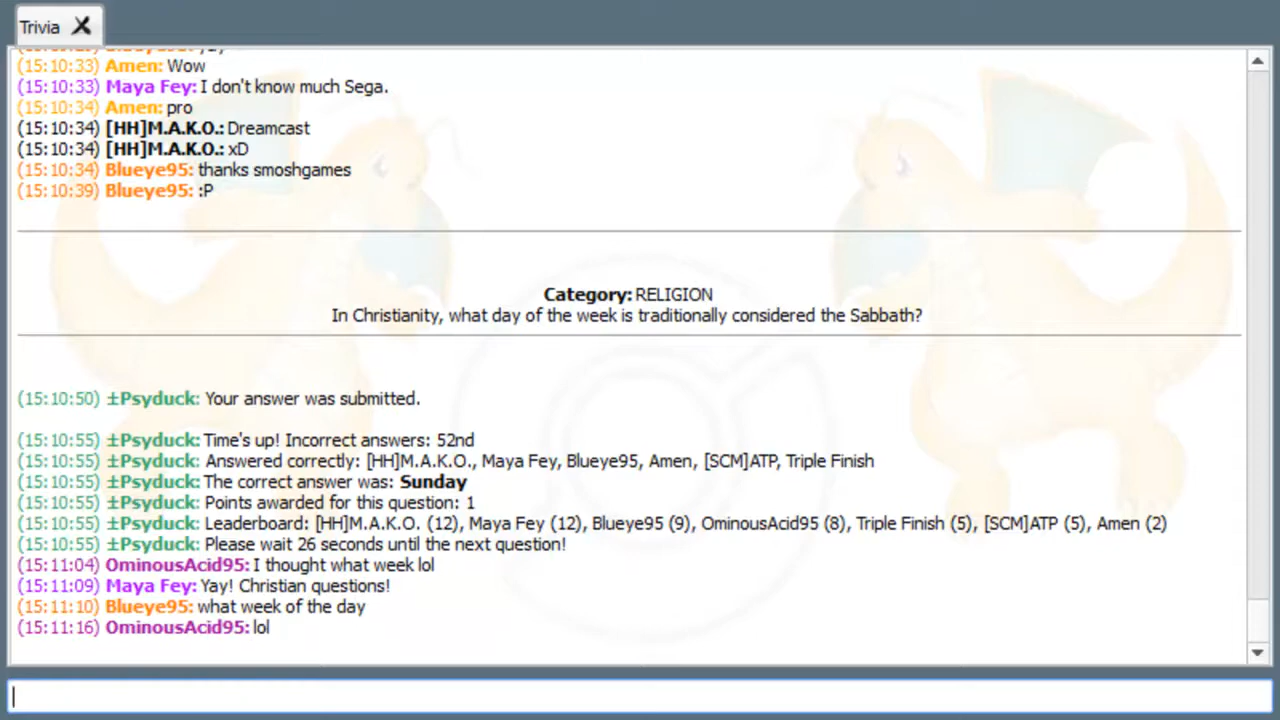 Trivia X
(15:10:33) Amen: Wow
(15:10:33) Maya Fey: I don't know much Sega.
(15:10:34) Amen: pro
(15:10:34) [HH]M.A.K.O.: Dreamcast
(15:10:34) [HH]M.A.K.O.: xD
(15:10:34) Blueye95: thanks smoshgames
(15:10:39) Blueye95: :P
Category: RELIGION
In Christianity, what day of the week is traditionally considered the Sabbath?
(15:10:50) ±Psyduck: Your answer was submitted.
(15:10:55) ±Psyduck: Time's up! Incorrect answers: 52nd
(15:10:55) ±Psyduck: Answered correctly: [HH]M.A.K.O., Maya Fey, Blueye95, Amen, [SCM]ATP, Triple Finish
(15:10:55) ±Psyduck: The correct answer was: Sunday
(15:10:55) ±Psyduck: Points awarded for this question: 1
(15:10:55) ±Psyduck: Leaderboard: [HH]M.A.K.O. (12), Maya Fey (12), Blueye95 (9), OminousAcid95 (8), Triple Finish (5), [SCM]ATP (5), Amen (2)
(15:10:55) ±Psyduck: Please wait 26 seconds until the next question!
(15:11:04) OminousAcid95: I thought what week lol
(15:11:09) Maya Fey: Yay! Christian questions!
(15:11:10) Blueye95: what week of the day
(15:11:16) OminousAcid95: lol